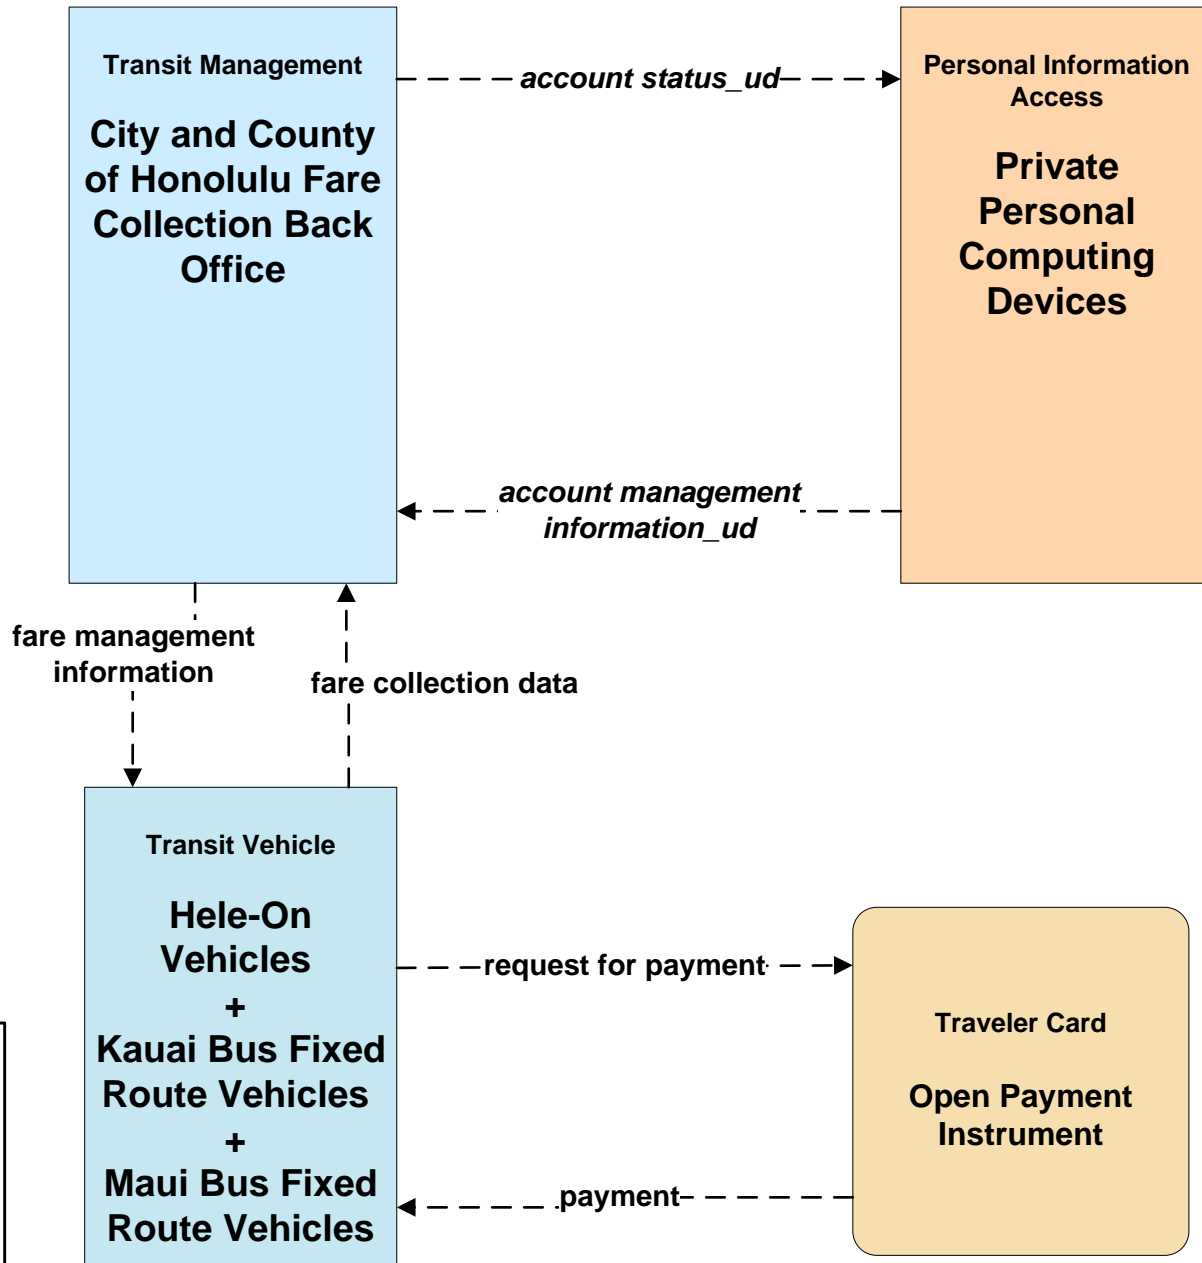 Transit Management
City and County
of Honolulu Fare
Collection Back
Office
account status_ud
Personal Information
Access
Private
Personal
Computing
Devices
account management
information_ud
fare management
information
fare collection data
Transit Vehicle
Hele-On
Vehicles
+
Kauai Bus Fixed
Route Vehicles
+
Maui Bus Fixed
Route Vehicles
request for payment
payment
Traveler Card
Open Payment
Instrument